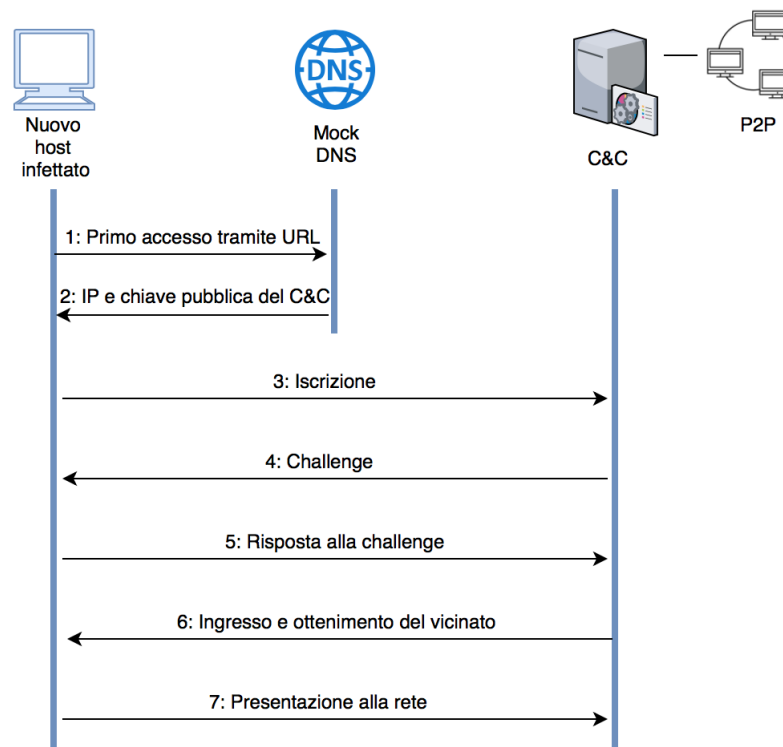 DNS
P2P
Nuovo
host
infettato
Mock
DNS
C&C
1: Primo accesso tramite URL
2: IP e chiave pubblica del C&C
3: Iscrizione
4: Challenge
5: Risposta alla challenge
6: Ingresso e ottenimento del vicinato
7: Presentazione alla rete